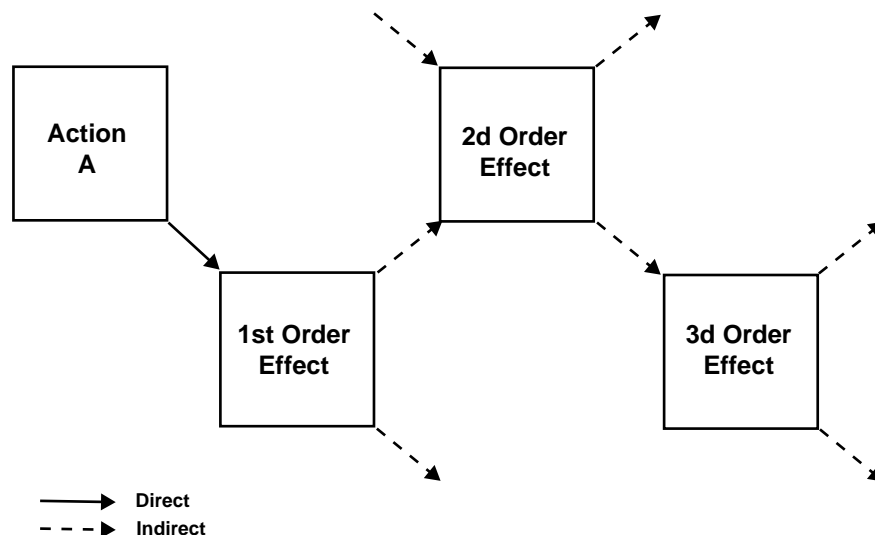 Action
A
2d Order
Effect
1st Order
Effect
3d Order
Effect
Direct
Indirect